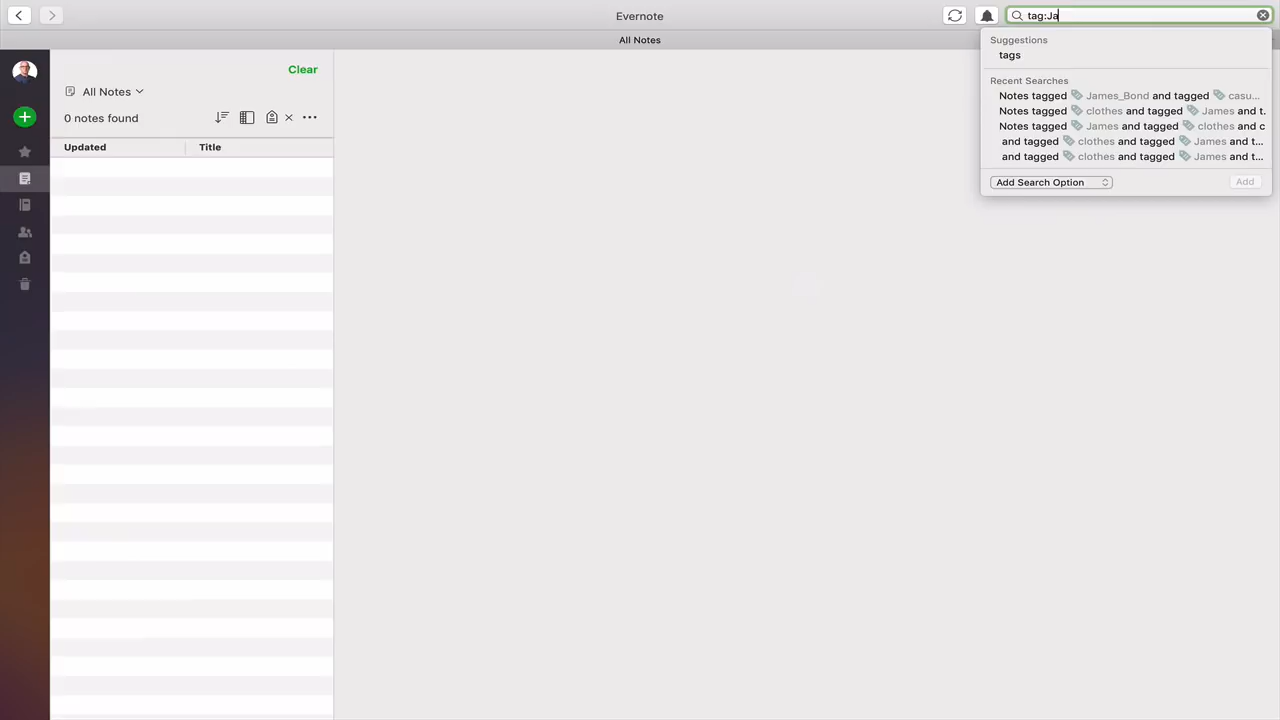 Evernote
tag:Ja
All Notes
Suggestions
tags
Recent Searches
Notes tagged James_Bond and tagged casu...
Notes tagged clothes and tagged James and t.
Notes tagged James and tagged clothes and c
and tagged clothes and tagged James and t...
and tagged clothes and tagged James and t...
Add Search Option
Add
Clear
All Notes
0 notes found
Updated Title